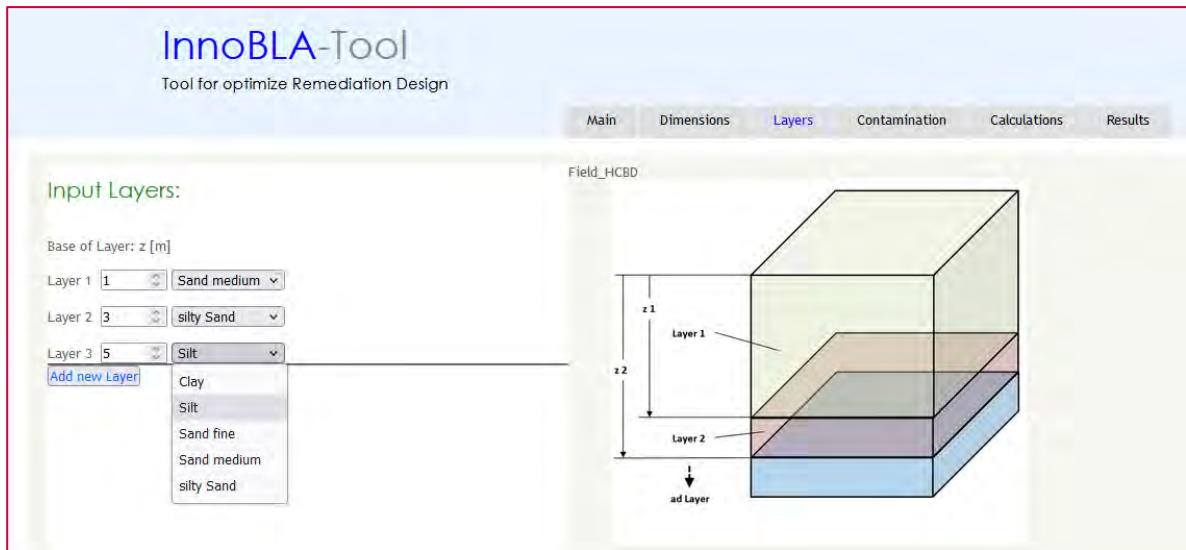 InnoBLA-Tool
Tool for optimize Remediation Design
Main Dimensions Layers Contamination Calculations Results
Input Layers:
Base of Layer: z [m]
Layer 1 1 Sand medium
Layer 2 3 silty Sand
Layer 3 5 Silt
Add new Layer
Clay
Silt
Sand fine
Sand medium
silty Sand
Field_HCBD
z 1
Layer 1
z 2
Layer 2
ad Layer